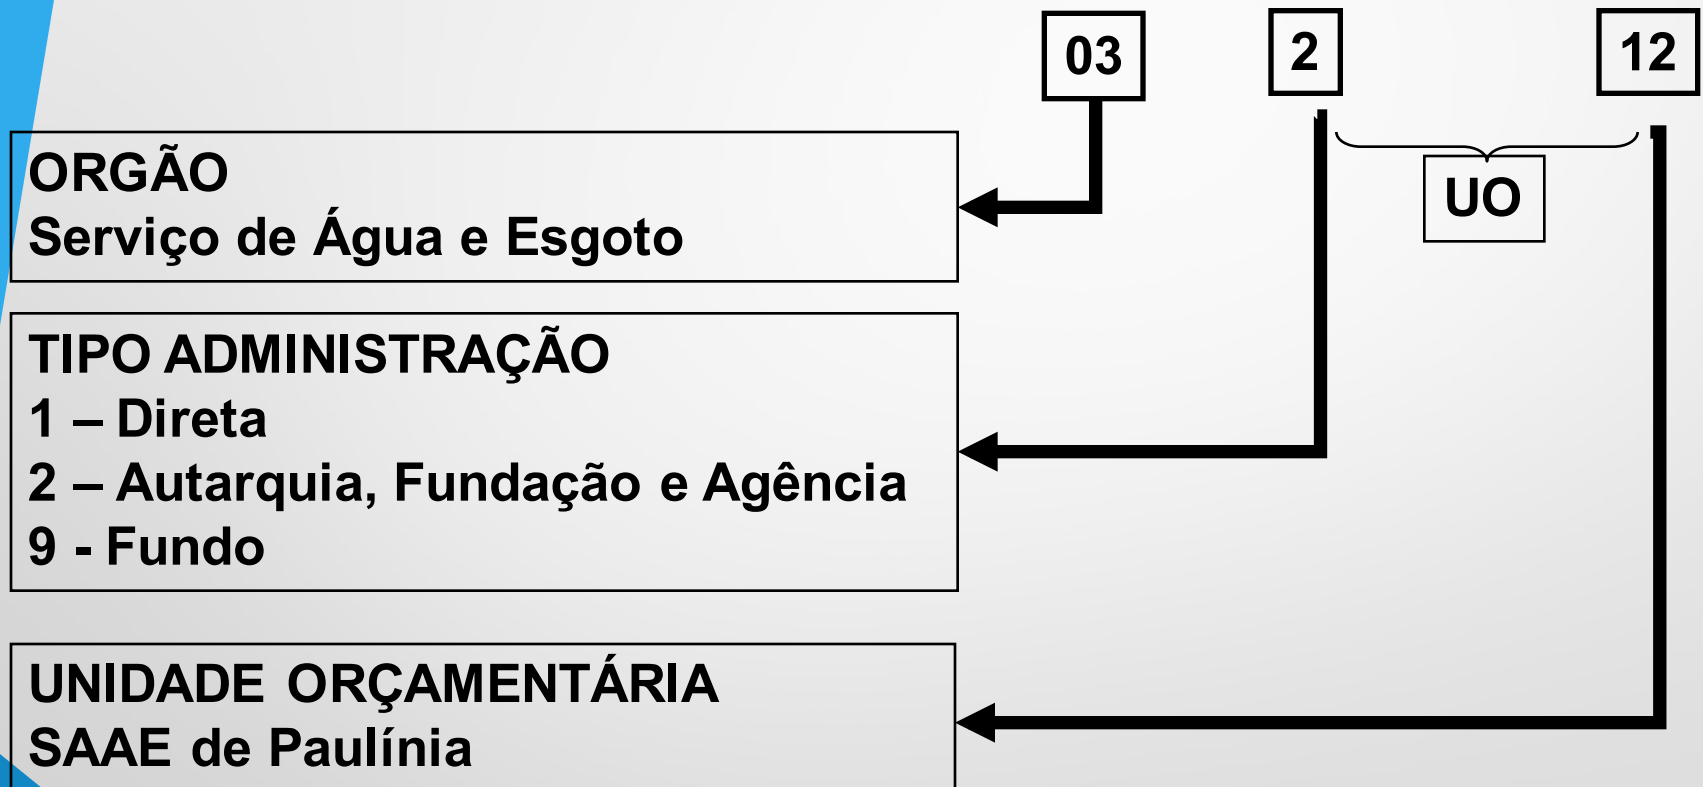 03 2 12
UO
ORGÃO
Serviço de Água e Esgoto
TIPO ADMINISTRAÇÃO
1 – Direta
2 – Autarquia, Fundação e Agência
9 - Fundo
UNIDADE ORÇAMENTÁRIA
SAAE de Paulínia